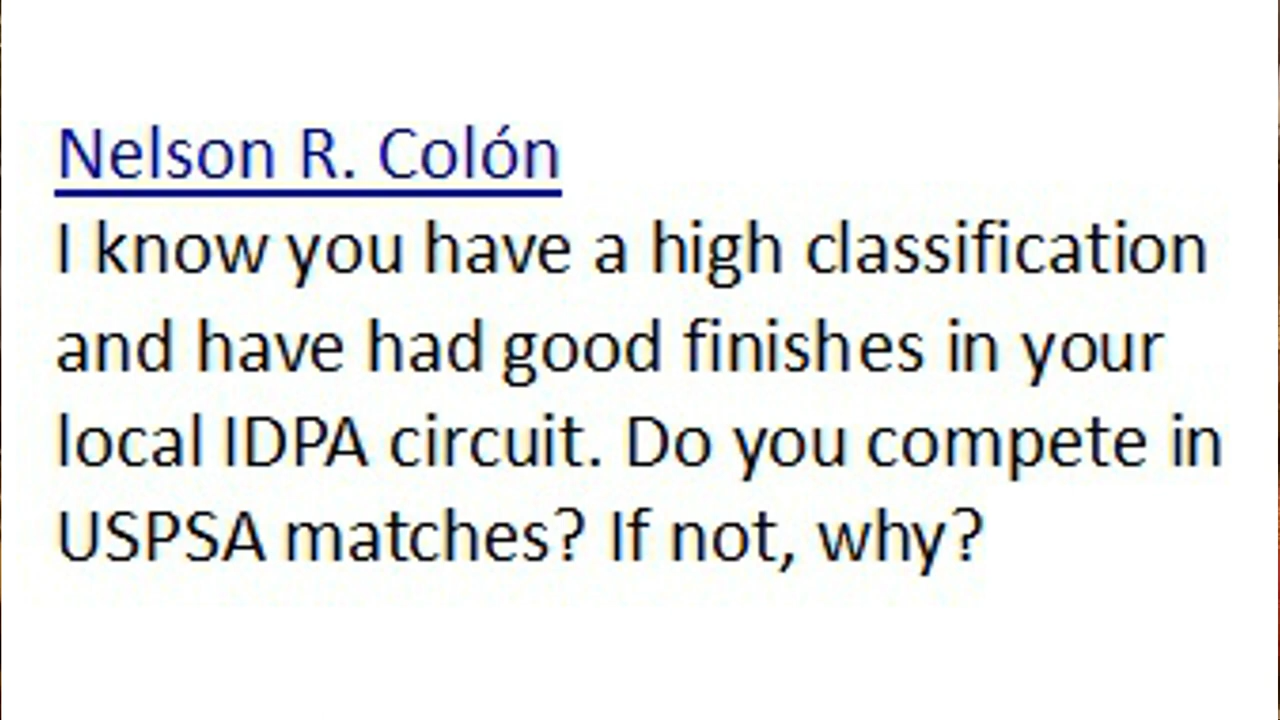 Nelson R. Colón
I know you have a high classification
and have had good finishes in your
local IDPA circuit. Do you compete in
USPSA matches? If not, why?